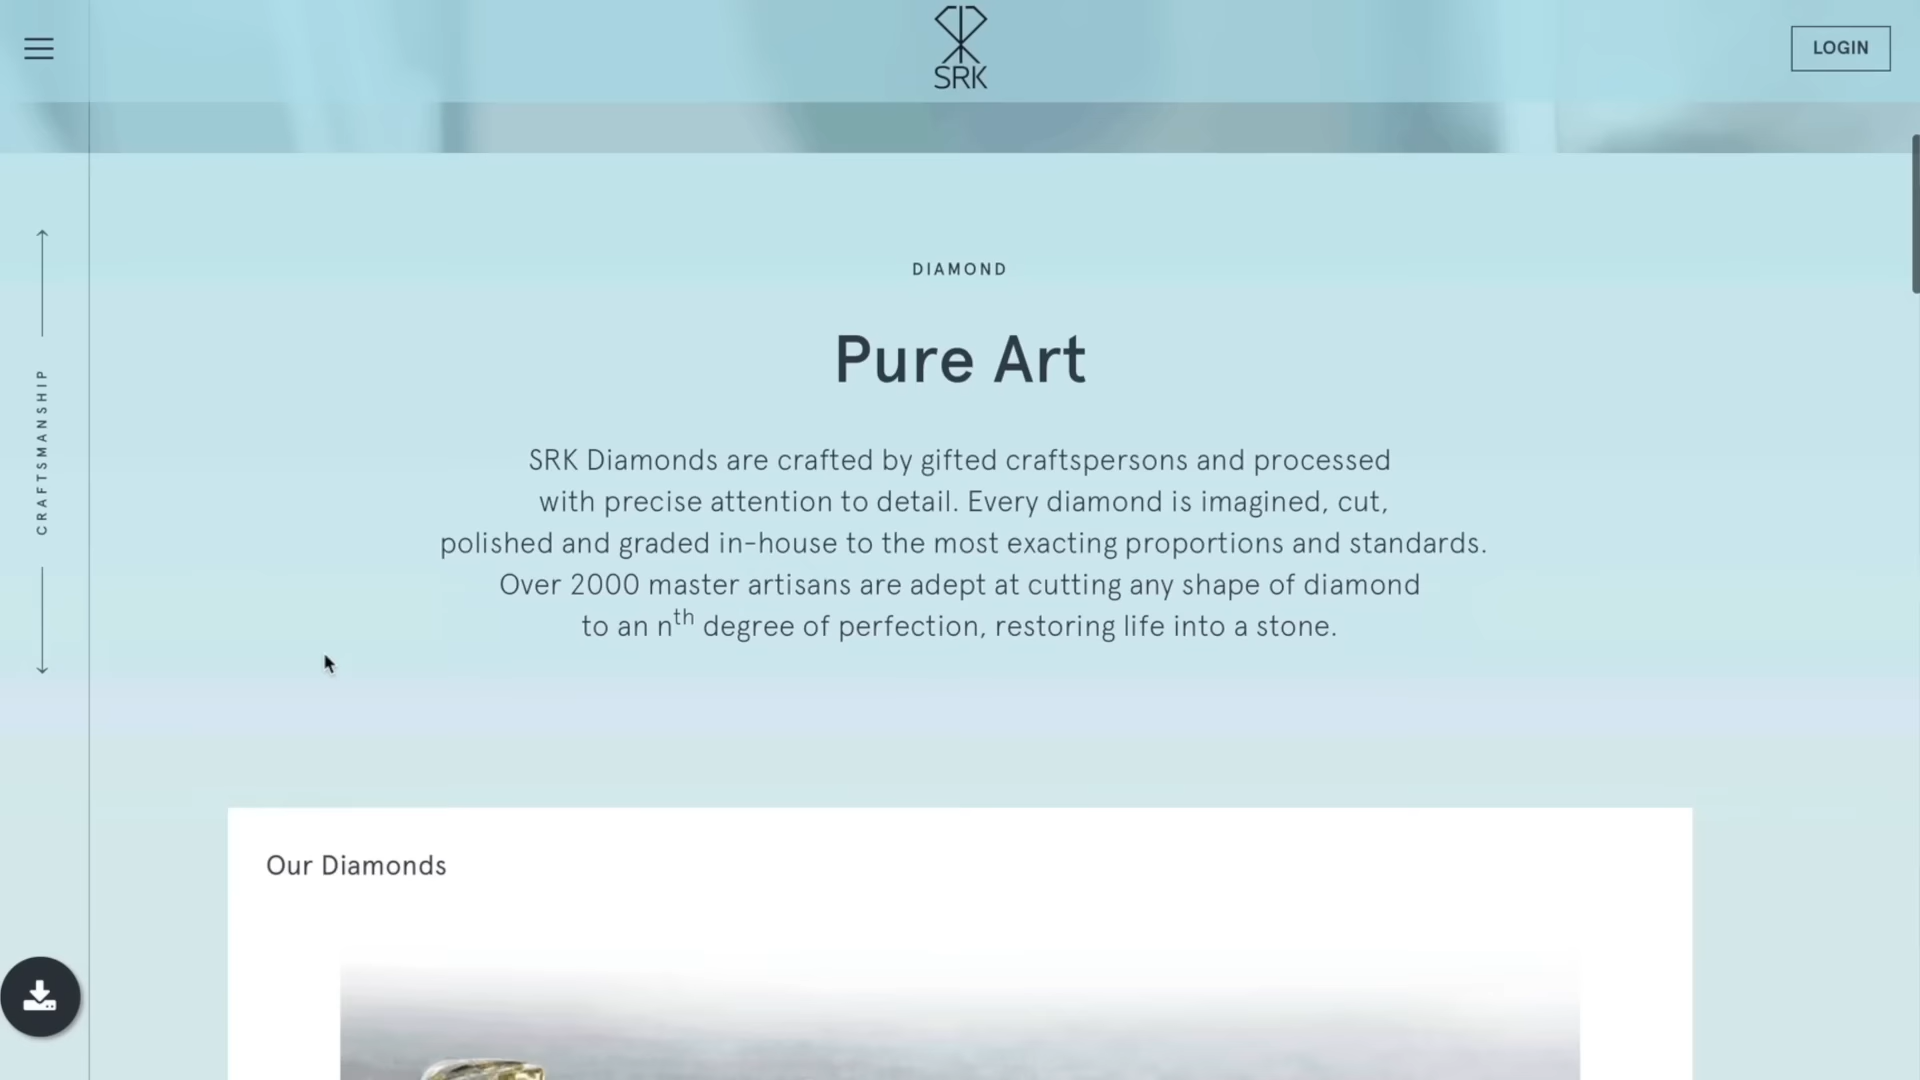 SRK
LOGIN
CRAFTSMANSHIP
DIAMOND
Pure Art
SRK Diamonds are crafted by gifted craftspersons and processed
with precise attention to detail. Every diamond is imagined, cut,
polished and graded in-house to the most exacting proportions and standards.
Over 2000 master artisans are adept at cutting any shape of diamond
to an nth degree of perfection, restoring life into a stone.
Our Diamonds